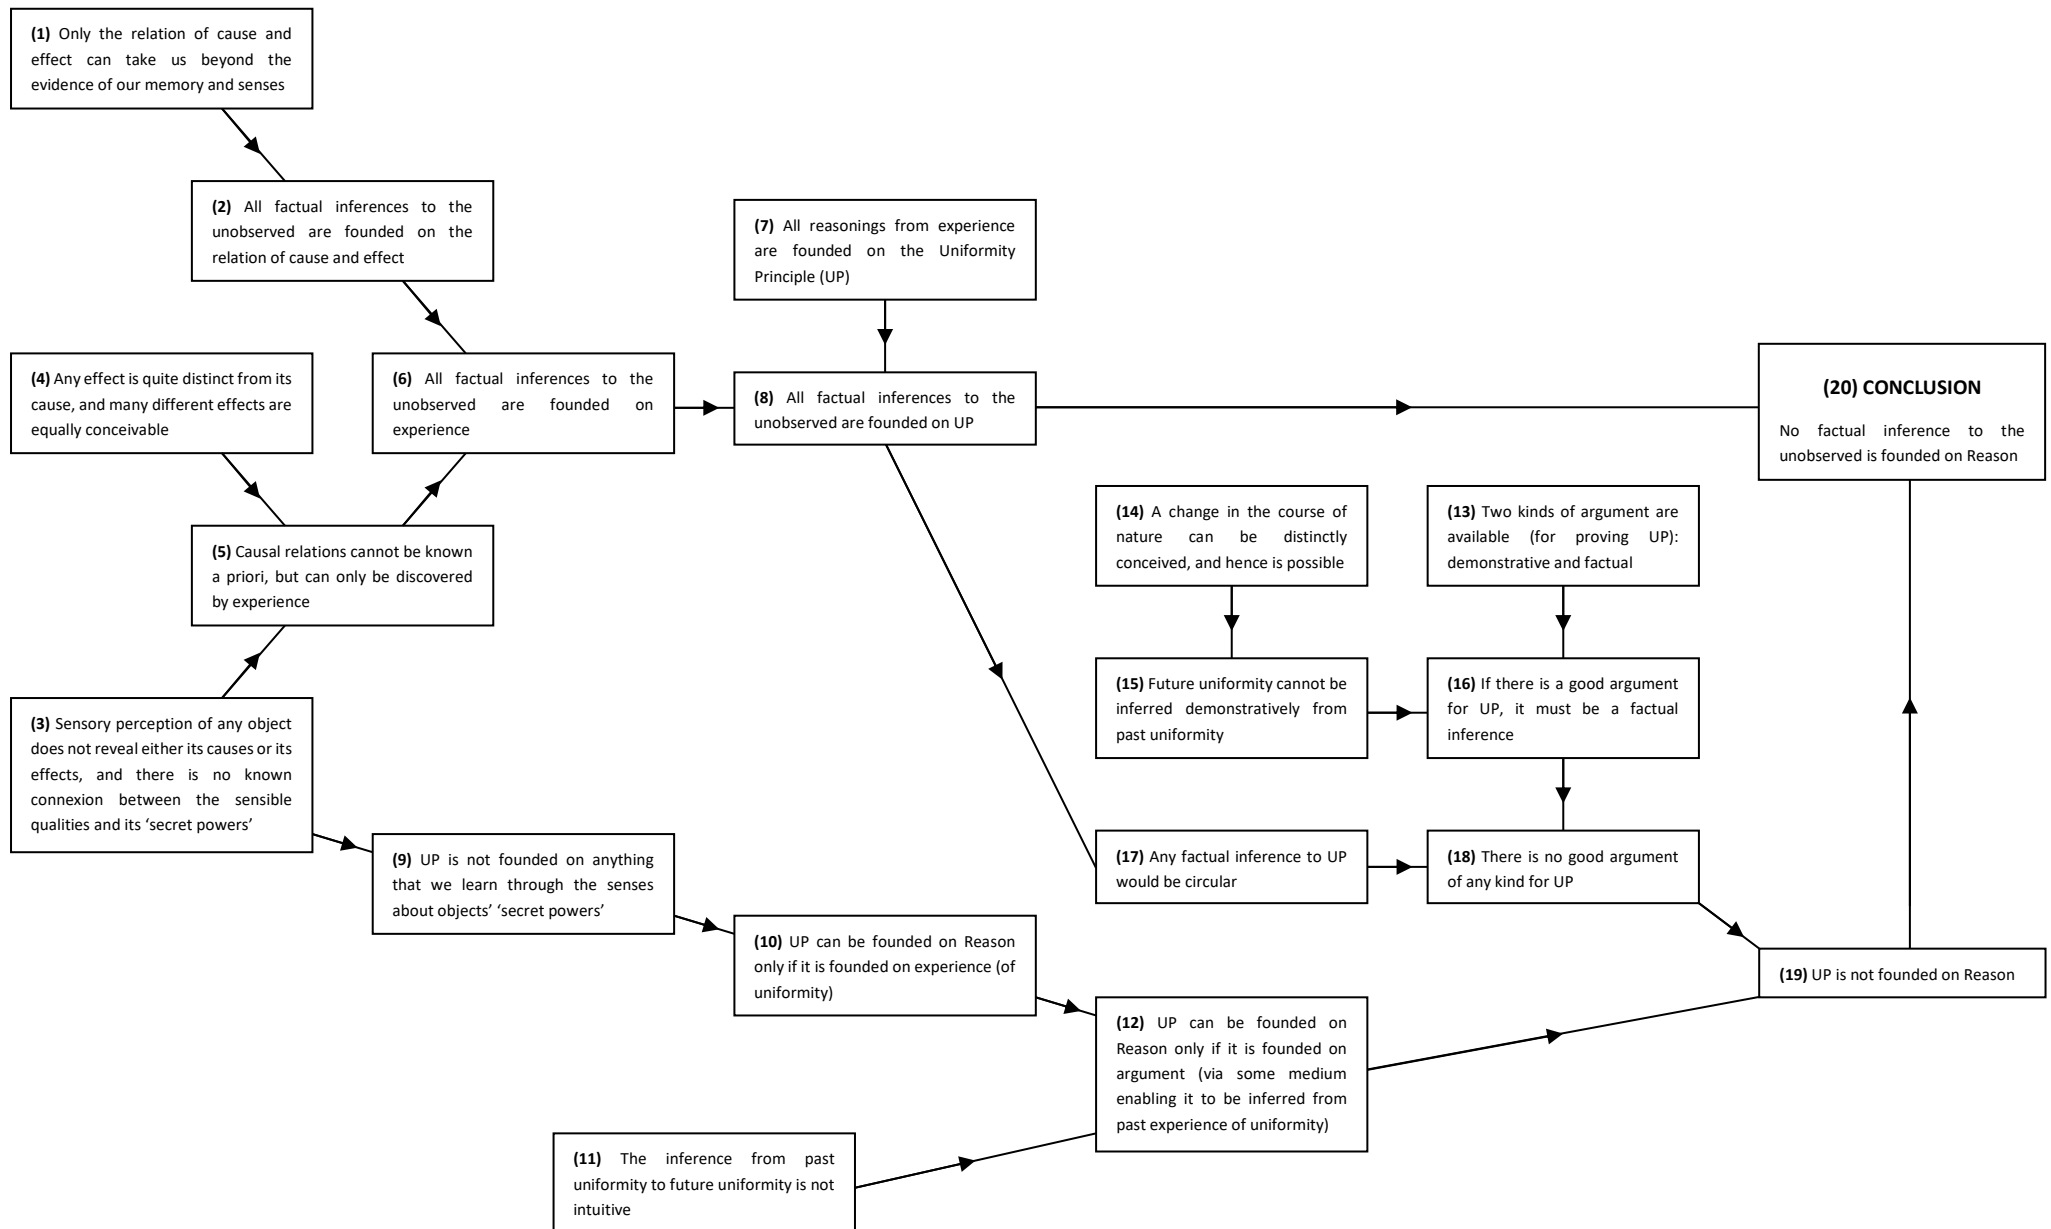 (1) Only the relation of cause and
effect can take us beyond the
evidence of our memory and senses
(2) All factual inferences to the
unobserved are founded on the
relation of cause and effect
(7) All reasonings from experience
are founded on the Uniformity
Principle (UP)
(4) Any effect is quite distinct from its
cause, and many different effects are
equally conceivable
(6) All factual inferences to the
unobserved are founded on
experience
(8) All factual inferences to the
unobserved are founded on UP
(20) CONCLUSION
No factual inference to the
unobserved is founded on Reason
(14) A change in the course of
nature can be distinctly
conceived, and hence is possible
(13) Two kinds of argument are
available (for proving UP):
demonstrative and factual
(5) Causal relations cannot be known
a priori, but can only be discovered
by experience
(15) Future uniformity cannot be
inferred demonstratively from
past uniformity
(16) If there is a good argument
for UP, it must be a factual
inference
(3) Sensory perception of any object
does not reveal either its causes or its
effects, and there is no known
connexion between the sensible
qualities and its ‘secret powers’
(9) UP is not founded on anything
that we learn through the senses
about objects’ ‘secret powers’
(17) Any factual inference to UP
would be circular
(18) There is no good argument
of any kind for UP
(10) UP can be founded on Reason
only if it is founded on experience (of
uniformity)
(19) UP is not founded on Reason
(12) UP can be founded on
Reason only if it is founded on
argument (via some medium
enabling it to be inferred from
past experience of uniformity)
(11) The inference from past
uniformity to future uniformity is not
intuitive